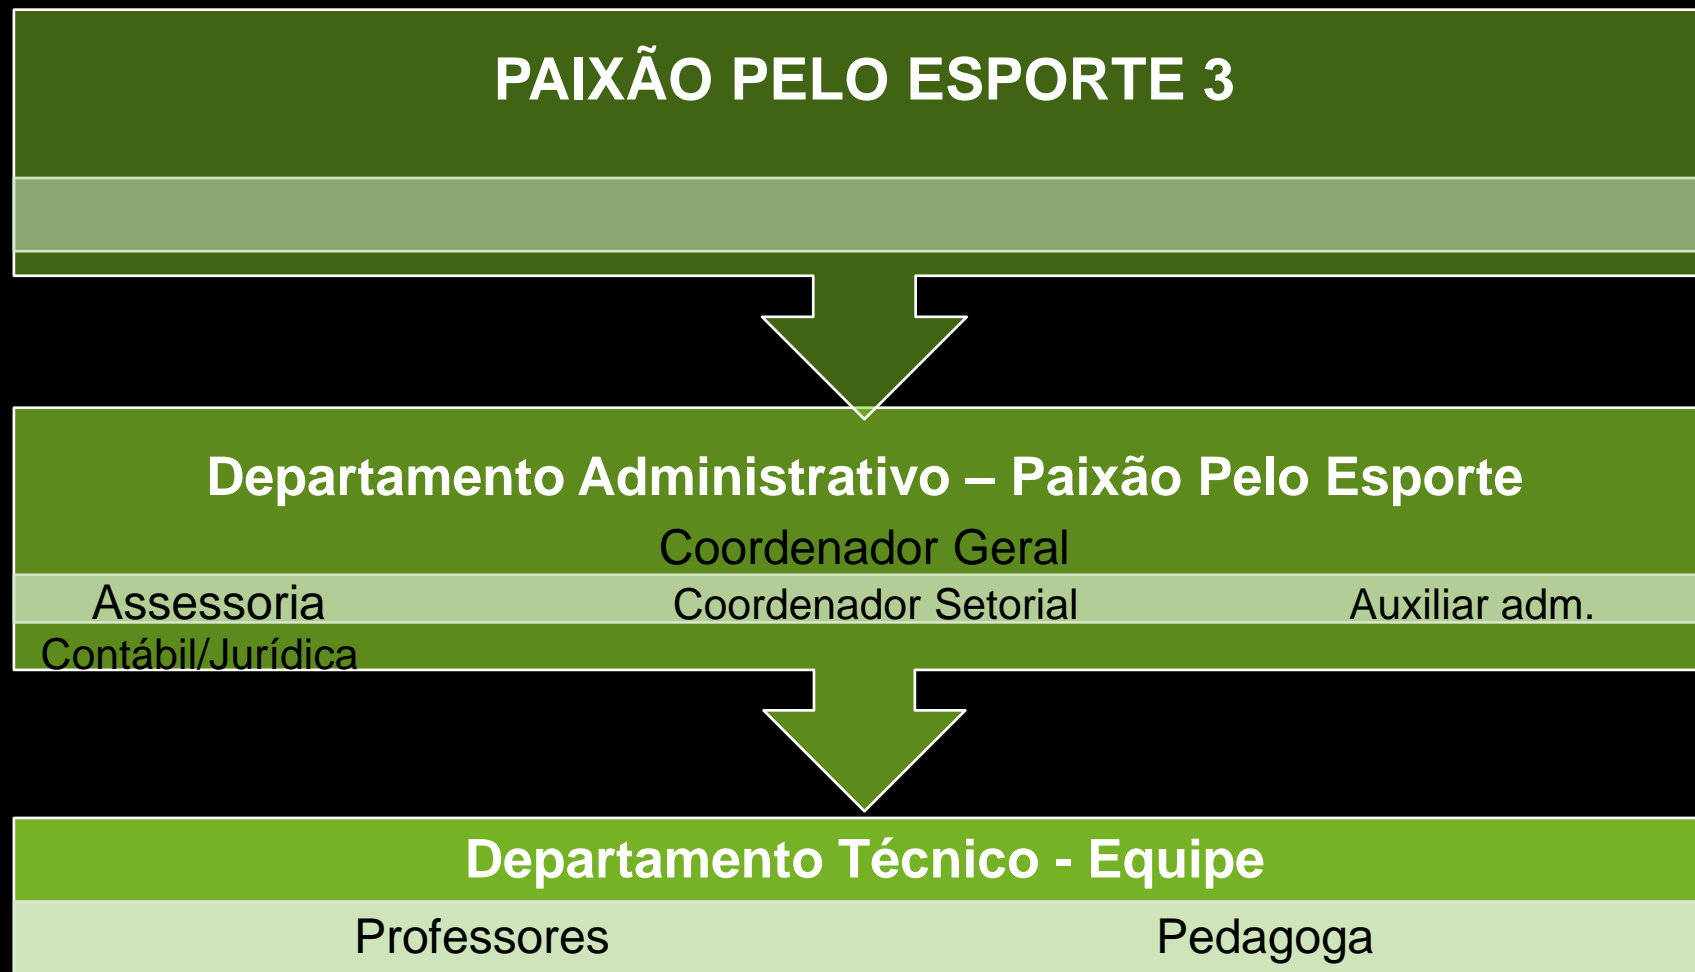 PAIXÃO PELO ESPORTE 3
Departamento Administrativo – Paixão Pelo Esporte
Coordenador Geral
Assessoria Coordenador Setorial Auxiliar adm.
Contábil/Jurídica
Departamento Técnico - Equipe
Professores Pedagoga